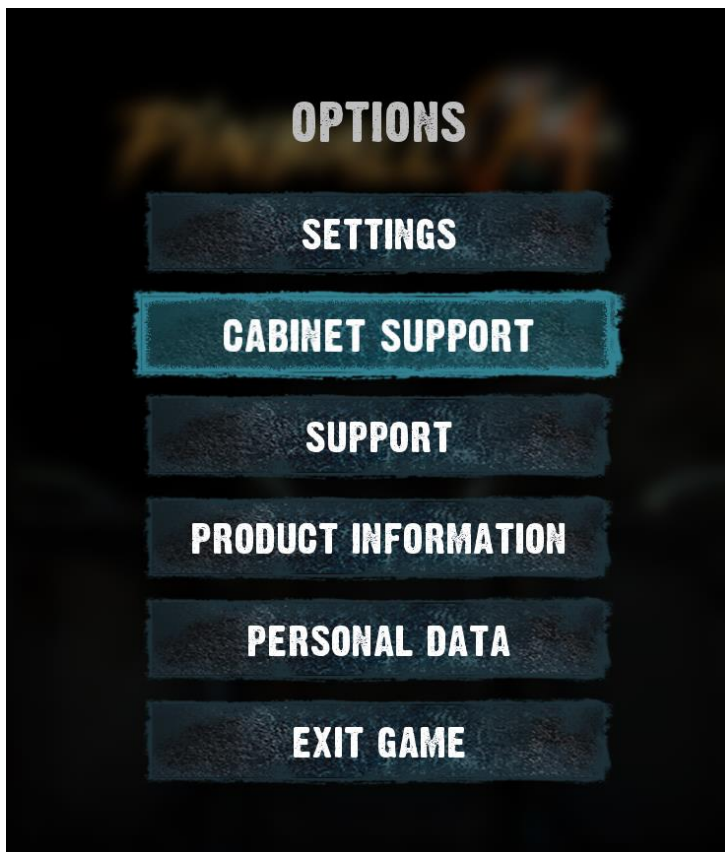 OPTIONS
SETTINGS
CABINET SUPPORT
SUPPORT
PRODUCT INFORMATION
PERSONAL DATA
EXIT GAME